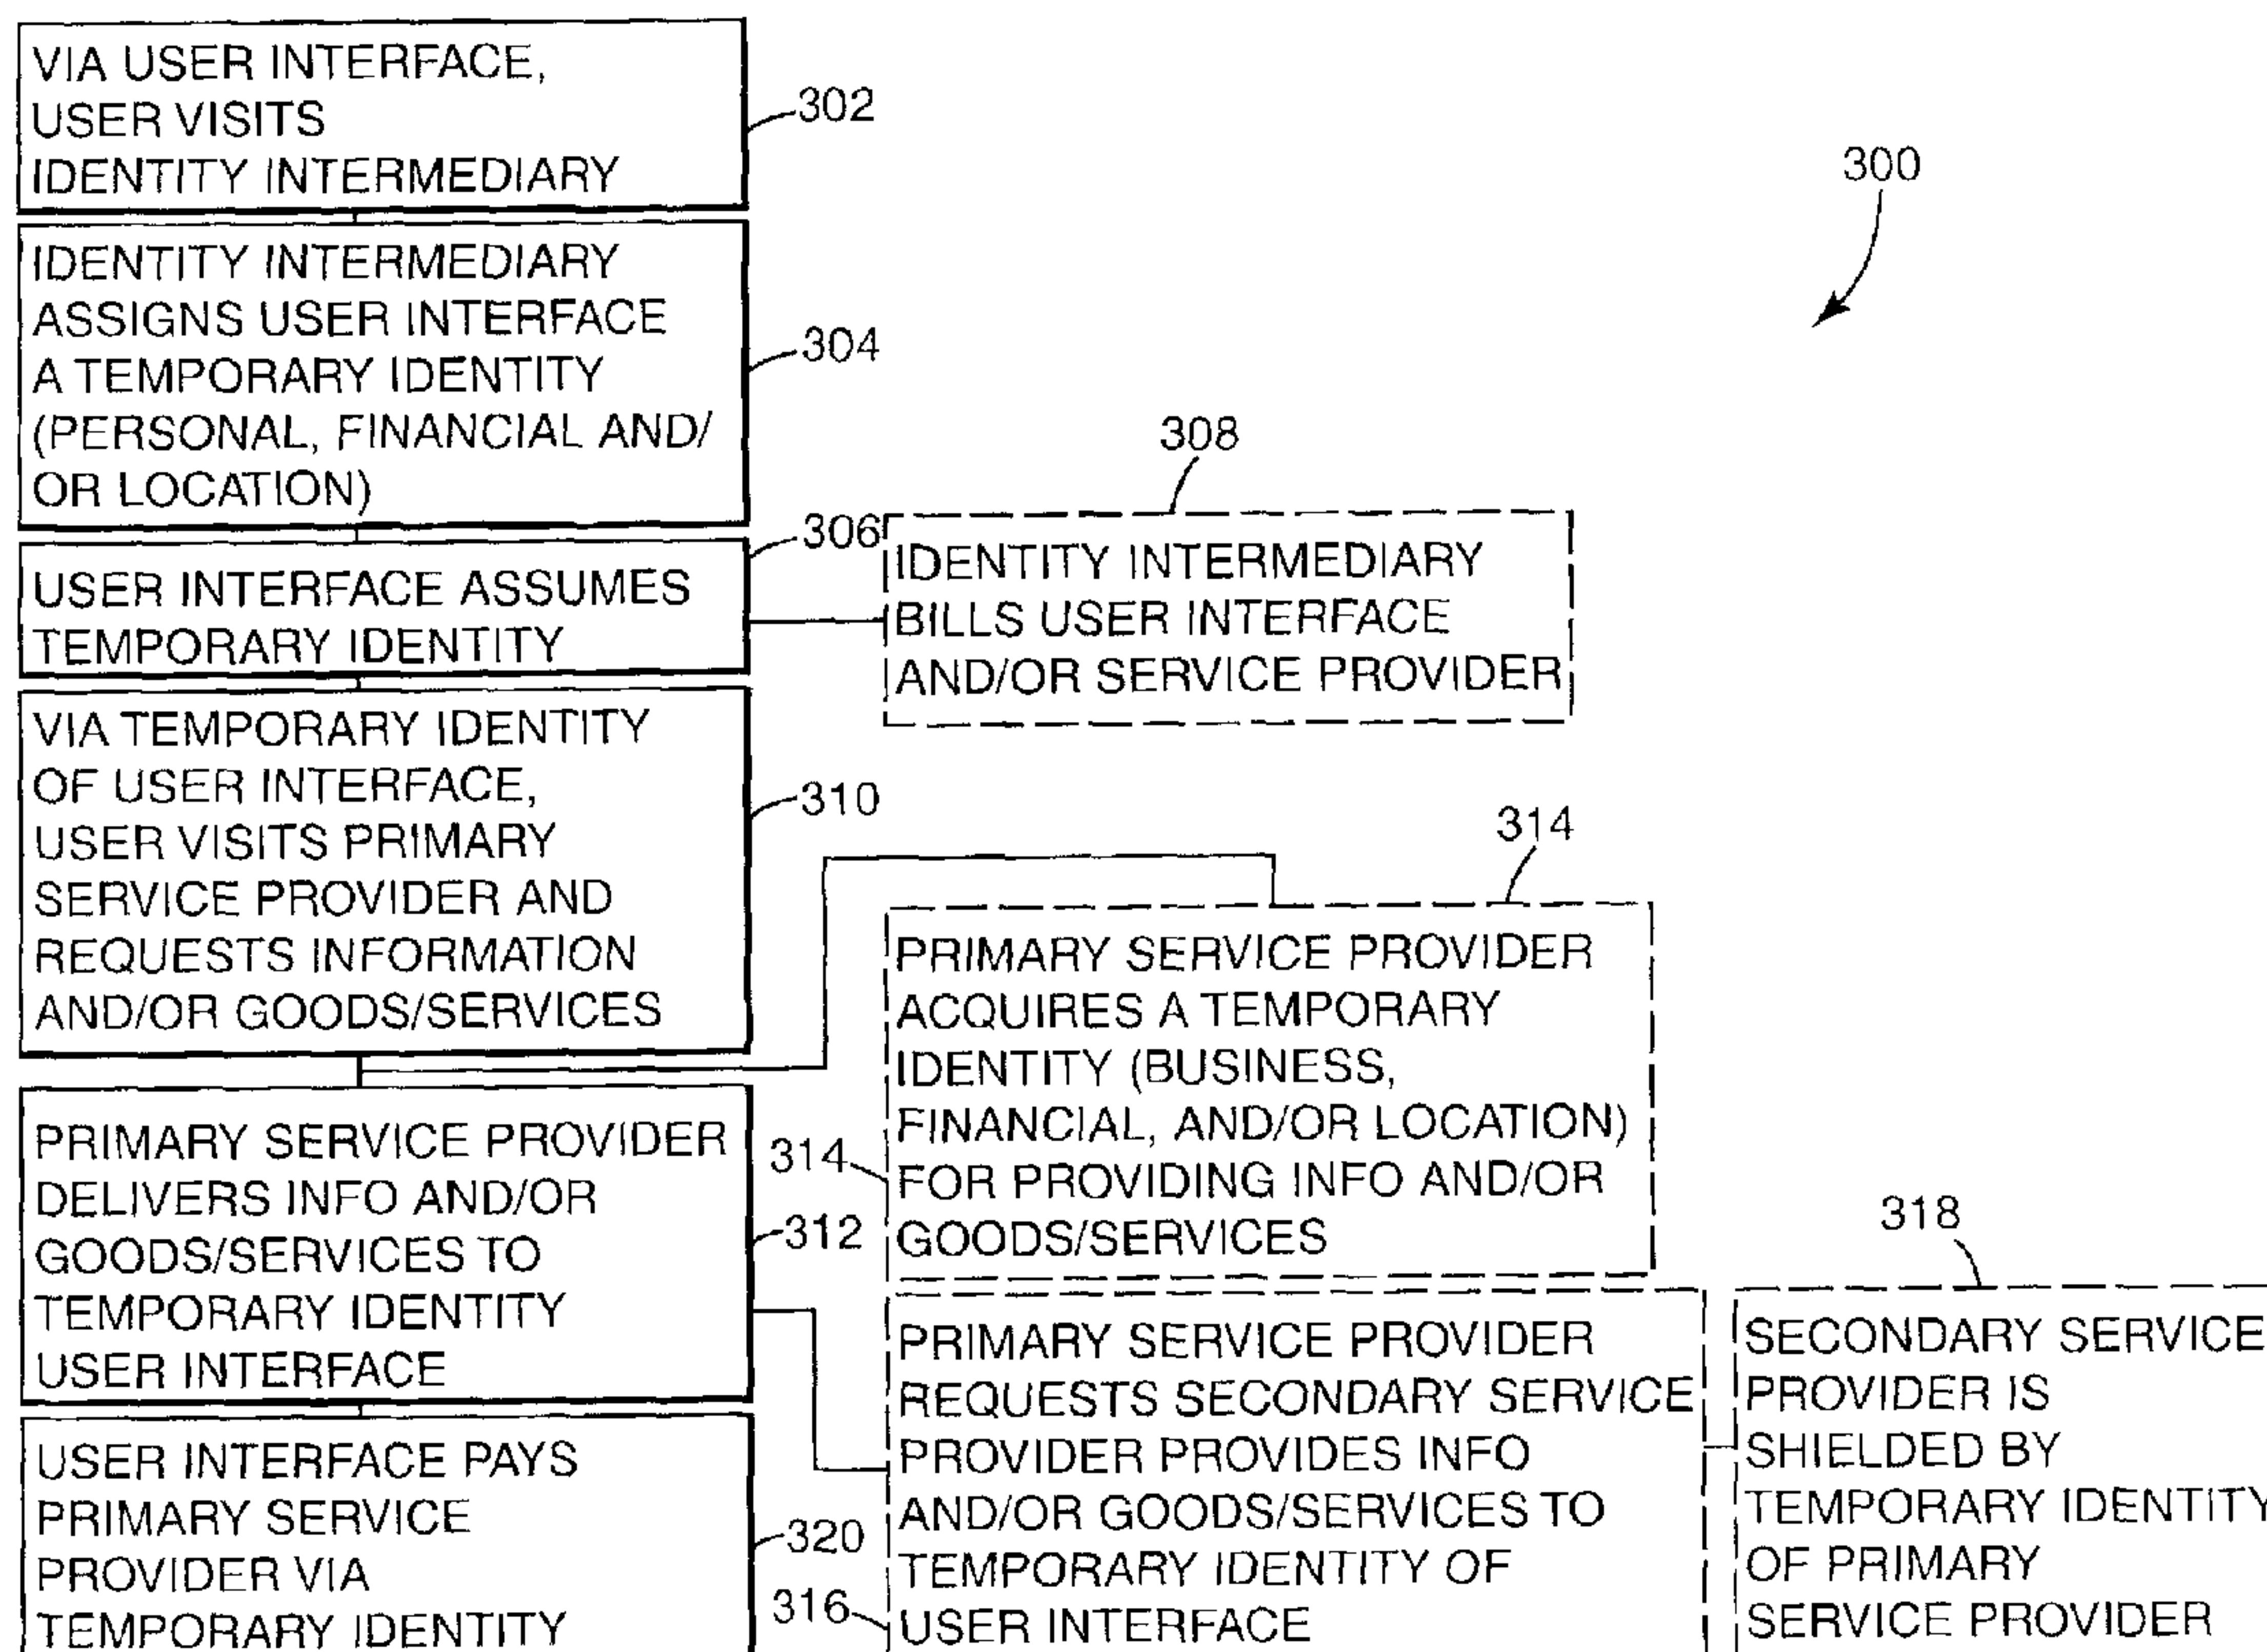 VIA USER INTERFACE,
USER VISITS
IDENTITY INTERMEDIARY
302
300
IDENTITY INTERMEDIARY
ASSIGNS USER INTERFACE
A TEMPORARY IDENTITY
(PERSONAL, FINANCIAL AND/
OR LOCATION)
304
306
USER INTERFACE ASSUMES
TEMPORARY IDENTITY
308
IDENTITY INTERMEDIARY
BILLS USER INTERFACE
AND/OR SERVICE PROVIDER
VIA TEMPORARY IDENTITY
OF USER INTERFACE,
USER VISITS PRIMARY
SERVICE PROVIDER AND
REQUESTS INFORMATION
AND/OR GOODS/SERVICES
310
314
PRIMARY SERVICE PROVIDER
ACQUIRES A TEMPORARY
IDENTITY (BUSINESS,
FINANCIAL, AND/OR LOCATION)
FOR PROVIDING INFO AND/OR
GOODS/SERVICES
314
PRIMARY SERVICE PROVIDER
DELIVERS INFO AND/OR
GOODS/SERVICES TO
TEMPORARY IDENTITY
USER INTERFACE
312
PRIMARY SERVICE PROVIDER
REQUESTS SECONDARY SERVICE
PROVIDER PROVIDES INFO
AND/OR GOODS/SERVICES TO
TEMPORARY IDENTITY OF
USER INTERFACE
316
318
SECONDARY SERVICE
PROVIDER IS
SHIELDED BY
TEMPORARY IDENTITY
OF PRIMARY
SERVICE PROVIDER
USER INTERFACE PAYS
PRIMARY SERVICE
PROVIDER VIA
TEMPORARY IDENTITY
320